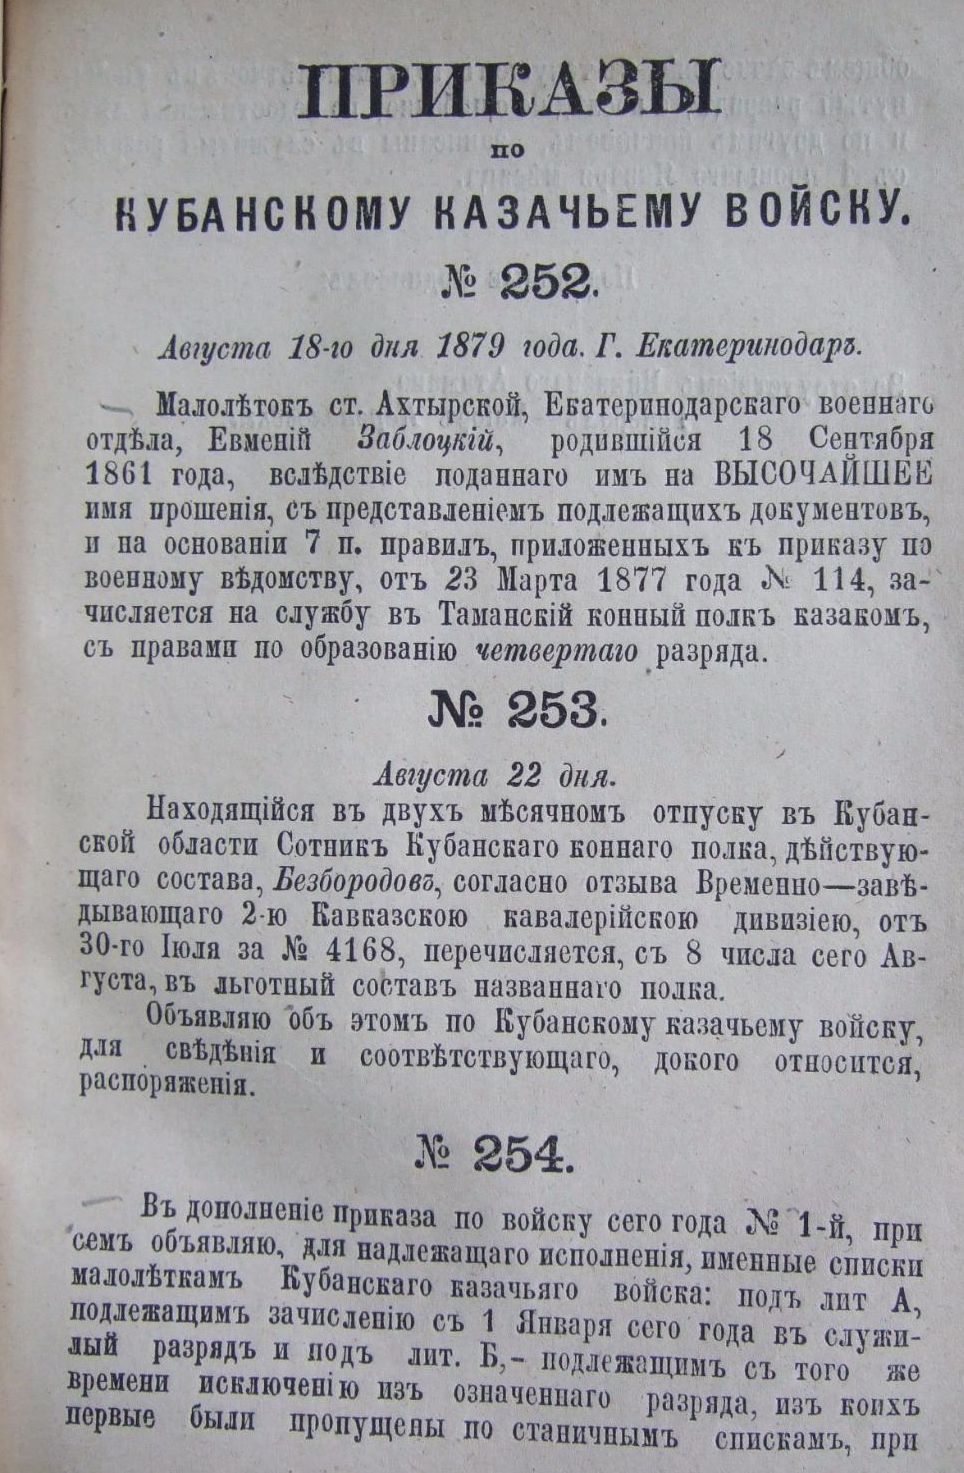 ПРИКАЗЫ
по
КУБАНСКОМУ КАЗАЧЬЕМУ ВОЙСКУ.
№ 252.
Августа 18-го дня 1879 года. Г. Екатеринодаръ.
Малолѣтокъ ст. Ахтырской, Екатеринодарскаго военнаго
отдѣла, Евменій Заблоцкій, родившійся 18 Сентября
1861 года, вслѣдствіе поданнаго имъ на ВЫСОЧАЙШЕЕ
имя прошенія, съ представленіемъ подлежащихъ документовъ,
и на основаніи 7 п. правилъ, приложенныхъ къ приказу по
военному вѣдомству, отъ 23 Марта 1877 года № 114, за-
числяется на службу въ Таманскій конный полкъ казакомъ,
съ правами по образованію четвертаго разряда.
№ 253.
Августа 22 дня.
Находящійся въ двухъ мѣсячномъ отпуску въ Кубан-
ской области Сотникъ Кубанскаго коннаго полка, дѣйствую-
щаго состава, Безбородовъ, согласно отзыва Временно—завѣ-
дывающаго 2-ю Кавказскою кавалерійскою дивизіею, отъ
30-го Іюля за № 4168, перечисляется, съ 8 числа сего Ав-
густа, въ льготный составъ названнаго полка.
Объявляю объ этомъ по Кубанскому казачьему войску,
для свѣдѣнія и соотвѣтствующаго, докого относится,
распоряженія.
№ 254.
Въ дополненіе приказа по войску сего года № 1-й, при
семъ объявляю, для надлежащаго исполненія, именные списки
малолѣткамъ Кубанскаго казачьяго войска: подъ лит А,
подлежащимъ зачисленію съ 1 Января сего года въ служи-
лый разрядъ и подъ лит. Б,- подлежащимъ съ того же
времени исключенію изъ означеннаго разряда, изъ коихъ
первые были пропущены по станичнымъ спискамъ, при